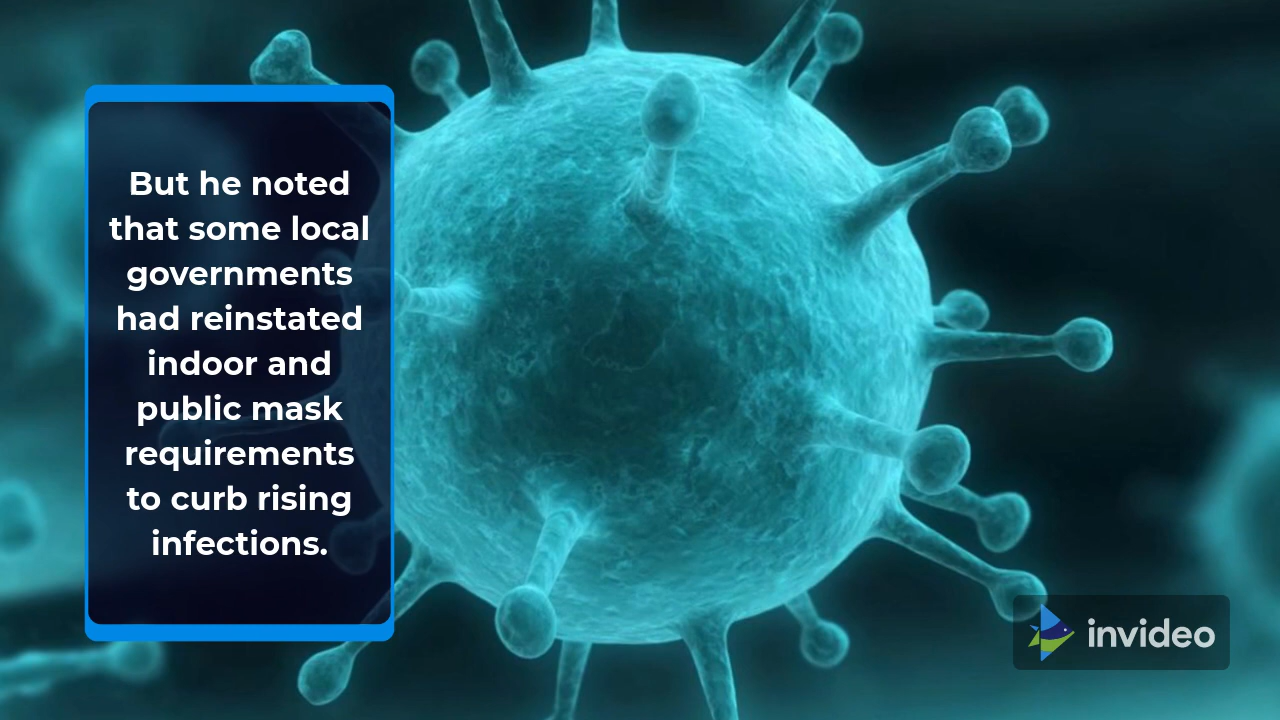 But he noted
that some local
governments
had reinstated
indoor and
public mask
requirements
to curb rising
infections.
invideo